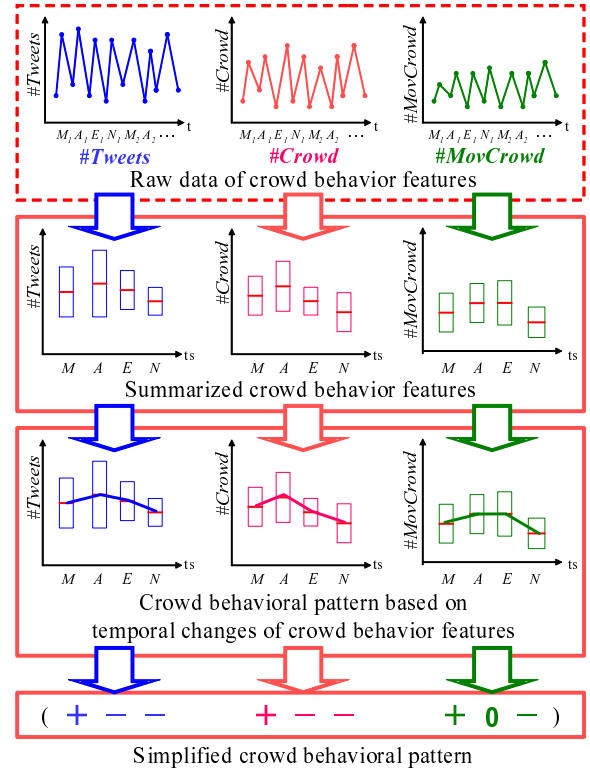 #Tweets
#Crowd
#MovCrowd
t
t
t
M1 A1 E1 N1 M2 A2 ...
M1 A1 E1 N1 M2 A2 ...
M1 A1 E1 N1 M2 A2 ...
#Tweets
#Crowd
#MovCrowd
Raw data of crowd behavior features
#Tweets
#Crowd
#MovCrowd
ts
ts
ts
M A E N
M A E N
M A E N
Summarized crowd behavior features
#Tweets
#Crowd
#MovCrowd
ts
ts
ts
M A E N
M A E N
M A E N
Crowd behavioral pattern based on
temporal changes of crowd behavior features
( + − − + − − + 0 − )
Simplified crowd behavioral pattern